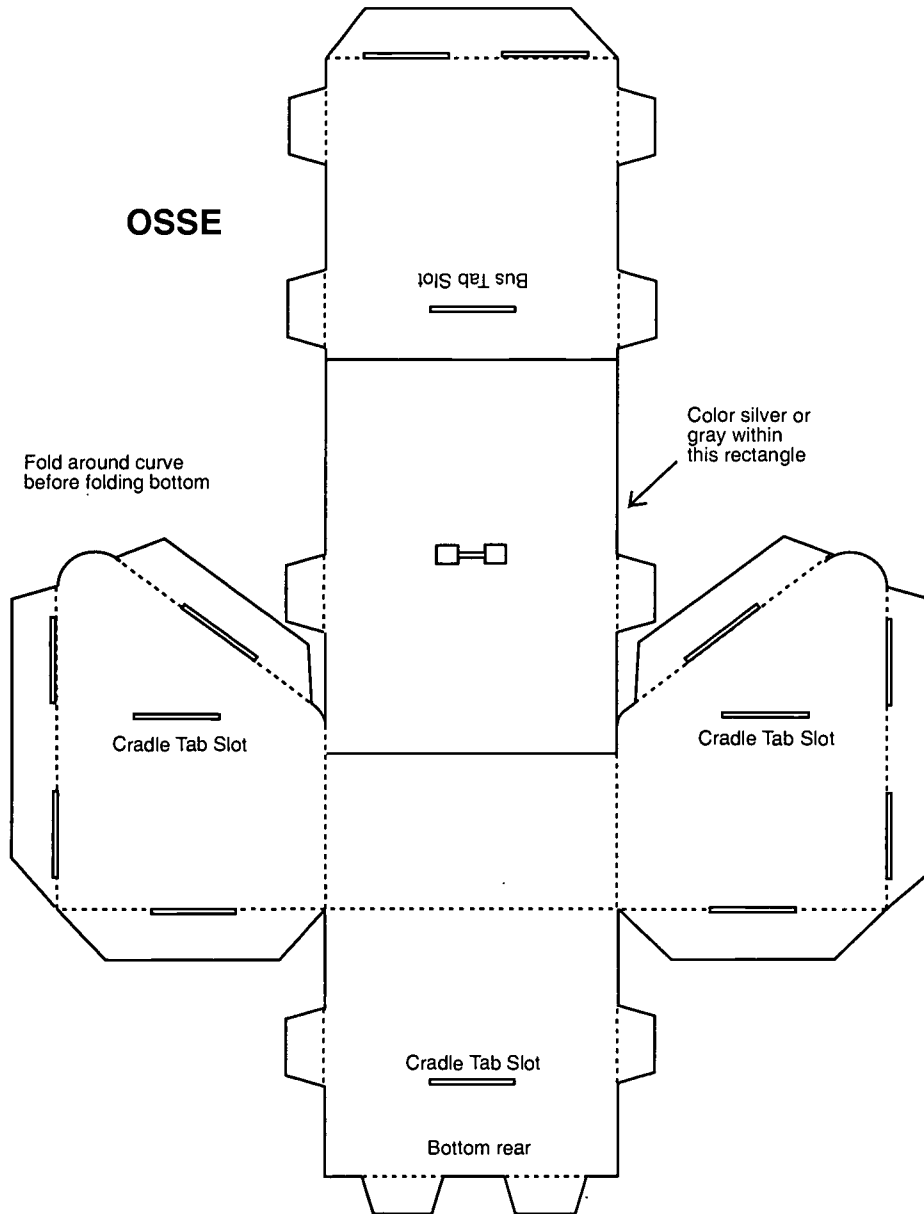 OSSE
Bus Tab Slot
Color silver or
gray within
this rectangle
Fold around curve
before folding bottom
Cradle Tab Slot
Cradle Tab Slot
Cradle Tab Slot
Bottom rear